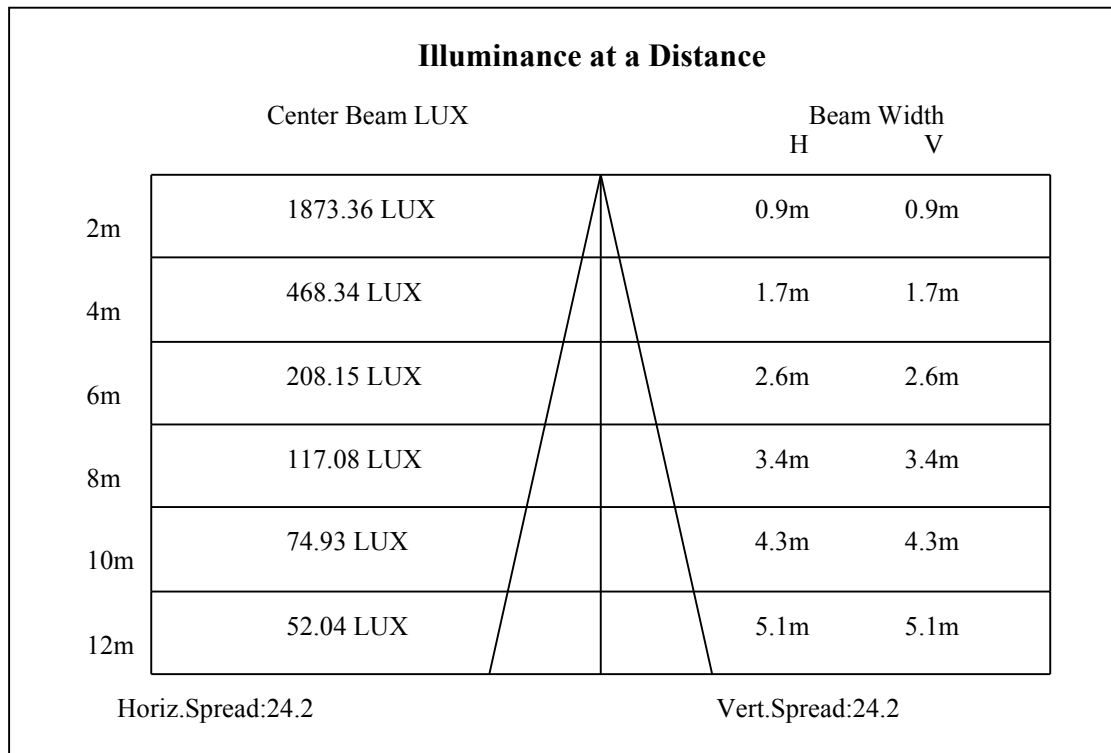 Illuminance at a Distance
Center Beam LUX Beam Width
H V
2m 1873.36 LUX 0.9m 0.9m
4m 468.34 LUX 1.7m 1.7m
6m 208.15 LUX 2.6m 2.6m
8m 117.08 LUX 3.4m 3.4m
10m 74.93 LUX 4.3m 4.3m
12m 52.04 LUX 5.1m 5.1m
Horiz.Spread:24.2 Vert.Spread:24.2